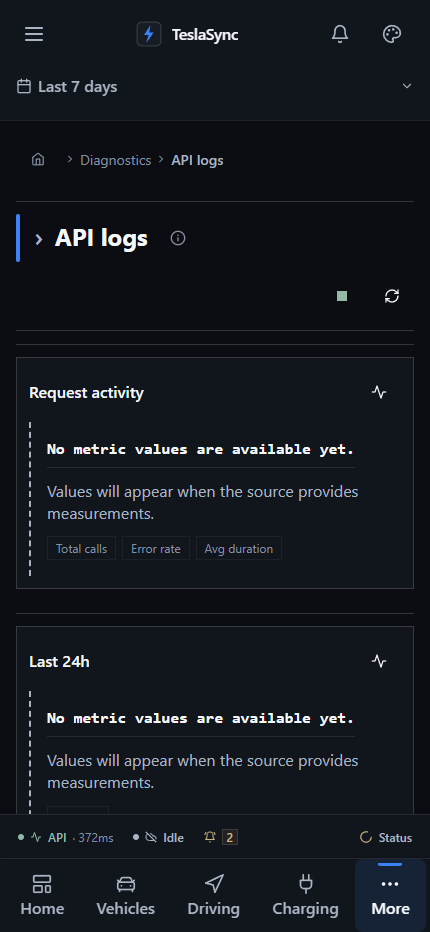 TeslaSync
Last 7 days
Diagnostics API logs
API logs
Request activity
No metric values are available yet.
Values will appear when the source provides
measurements.
Total calls Error rate Avg duration
Last 24h
No metric values are available yet.
Values will appear when the source provides
measurements.
API · 372ms Idle 2 Status
Home Vehicles Driving Charging More